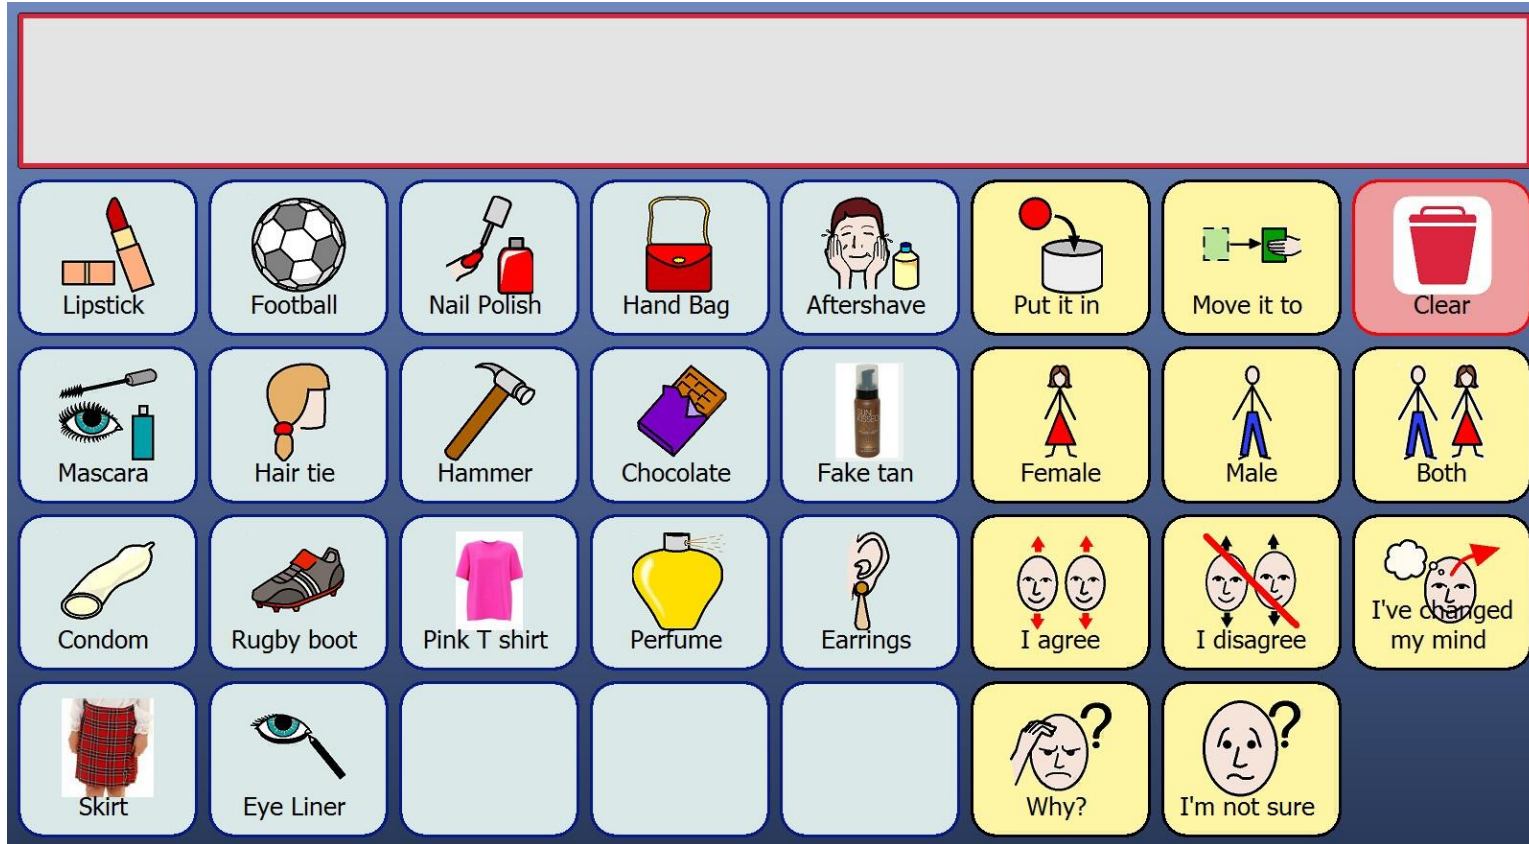 Lipstick
Football
Nail Polish
Hand Bag
Aftershave
Put it in
Move it to
Clear
Mascara
Hair tie
Hammer
Chocolate
SUN
KISSED
Fake tan
Female
Male
Both
Condom
Rugby boot
Pink T shirt
Perfume
Earrings
I agree
I disagree
I've changed
my mind
Skirt
Eye Liner
?
Why?
?
I'm not sure